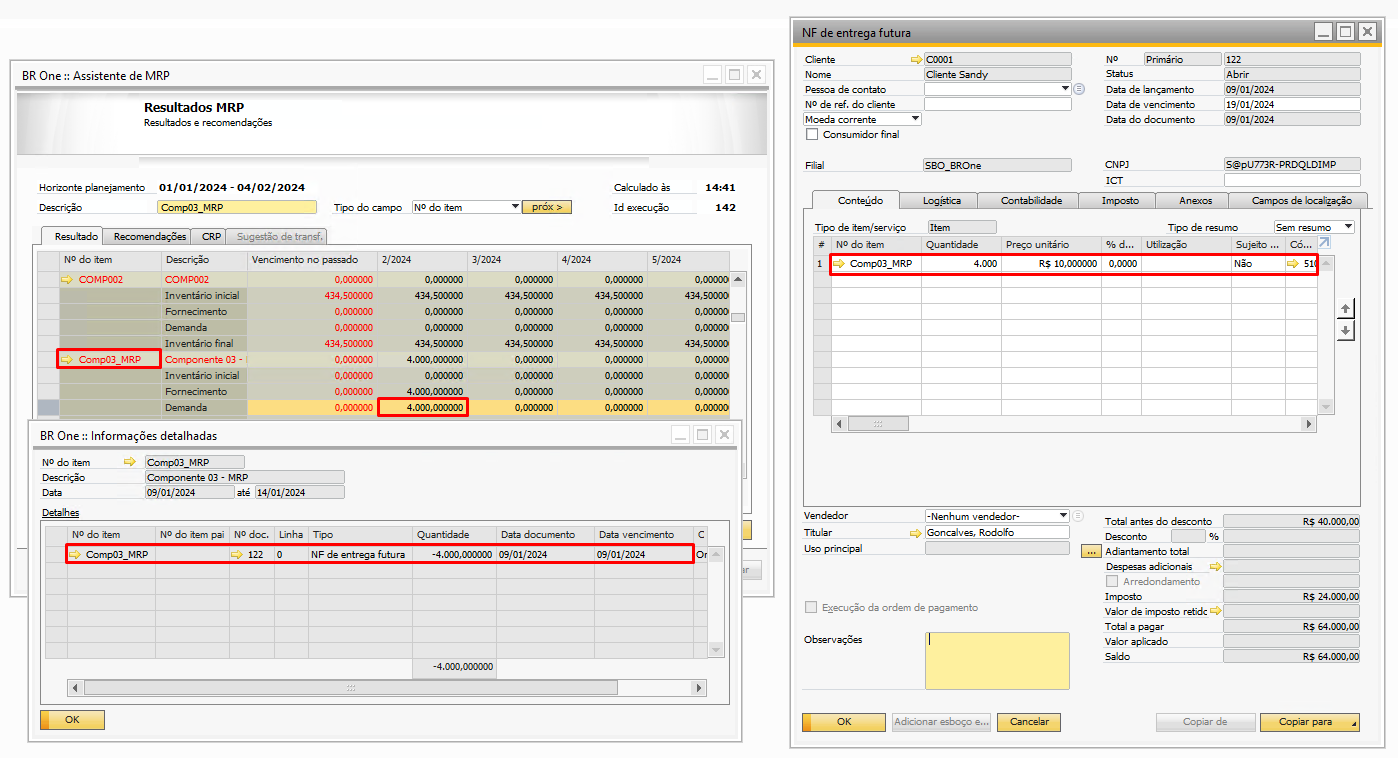 BR One :: Assistente de MRP
Resultados MRP
Resultados e recomendações
Horizonte planejamento 01/01/2024 - 04/02/2024 Calculado às 14:41
Descrição Comp03_MRP Tipo do campo Nº do item próx > Id execução 142
Resultado Recomendações CRP Sugestão de transf.
Nº do item Descrição Vencimento no passado 2/2024 3/2024 4/2024 5/2024
COMP002 COMP002 0,000000 0,000000 0,000000 0,000000 0,00000
Inventário inicial 434,500000 434,500000 434,500000 434,500000 434,5000
Fornecimento 0,000000 0,000000 0,000000 0,000000 0,00000
Demanda 0,000000 0,000000 0,000000 0,000000 0,00000
Inventário final 434,500000 434,500000 434,500000 434,500000 434,5000
Comp03_MRP Componente 03 - 0,000000 4.000,000000 0,000000 0,000000 0,00000
Inventário inicial 0,000000 0,000000 0,000000 0,000000 0,00000
Fornecimento 0,000000 4.000,000000 0,000000 0,000000 0,00000
Demanda 0,000000 4.000,000000 0,000000 0,000000 0,00000
BR One :: Informações detalhadas
Nº do item Comp03_MRP
Descrição Componente 03 - MRP
Data 09/01/2024 até 14/01/2024
Detalhes
Nº do item Nº do item pai Nº doc. Linha Tipo Quantidade Data documento Data vencimento C
Comp03_MRP 122 0 NF de entrega futura -4.000,000000 09/01/2024 09/01/2024 Or
-4.000,000000
OK
ar
NF de entrega futura
Cliente C0001 Nº Primário 122
Nome Cliente Sandy Status Abrir
Pessoa de contato Data de lançamento 09/01/2024
Nº de ref. do cliente Data de vencimento 19/01/2024
Moeda corrente Data do documento 09/01/2024
Consumidor final
Filial SBO_BROne CNPJ S@pU773R-PRDQLDIMP
ICT
Conteúdo Logística Contabilidade Imposto Anexos Campos de localização
Tipo de item/serviço Item Tipo de resumo Sem resumo
# Nº do item Quantidade Preço unitário % d... Utilização Sujeito ... Có...
1 Comp03_MRP 4.000 R$ 10,000000 0,0000 Não 510
Vendedor -Nenhum vendedor- Total antes do desconto R$ 40.000,00
Titular Goncalves, Rodolfo Desconto %
Uso principal ... Adiantamento total
Despesas adicionais
Arredondamento
Imposto R$ 24.000,00
Execução da ordem de pagamento Valor de imposto retido
Total a pagar R$ 64.000,00
Observações Valor aplicado
Saldo R$ 64.000,00
OK Adicionar esboço e... Cancelar Copiar de Copiar para